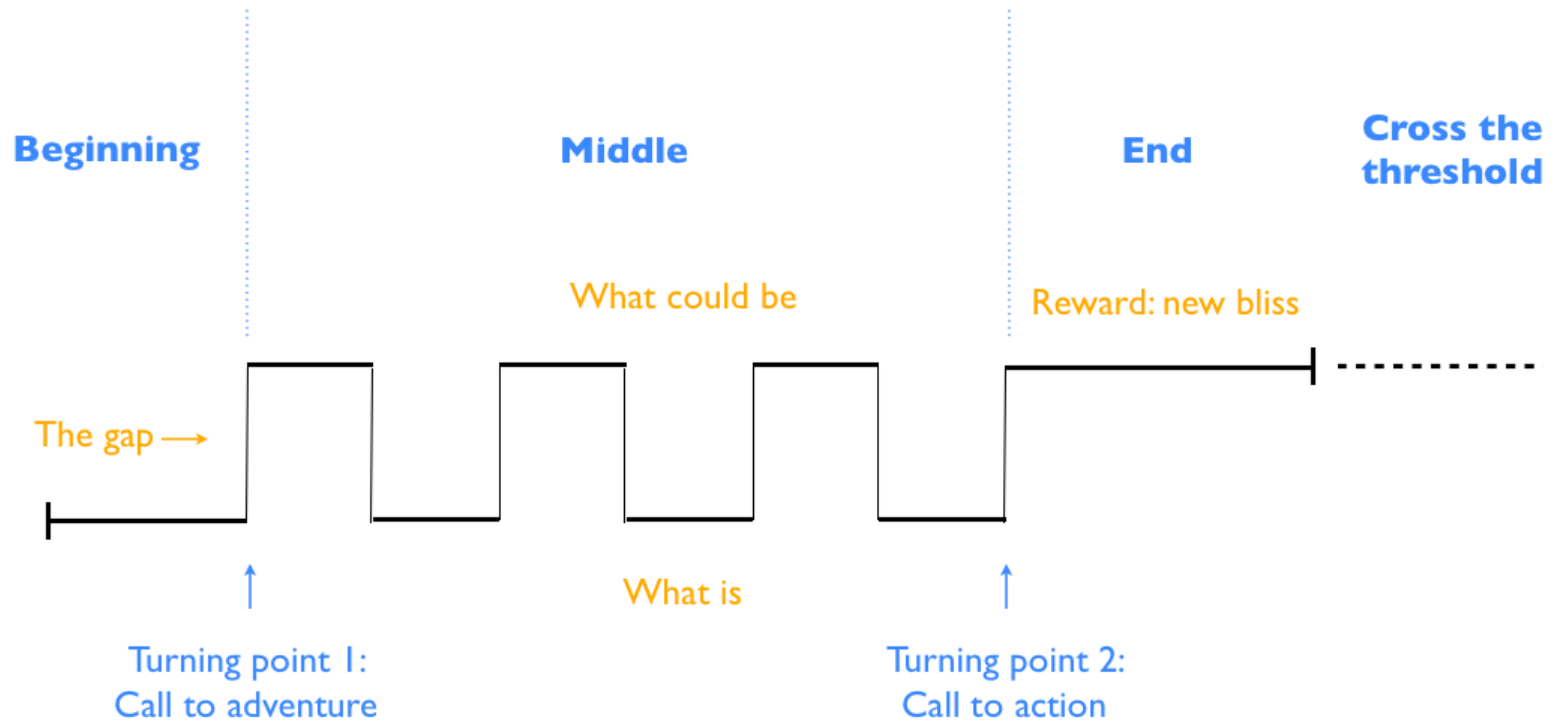 Beginning
Middle
End
Cross the
threshold
What could be
Reward: new bliss
The gap
What is
Turning point 1:
Call to adventure
Turning point 2:
Call to action